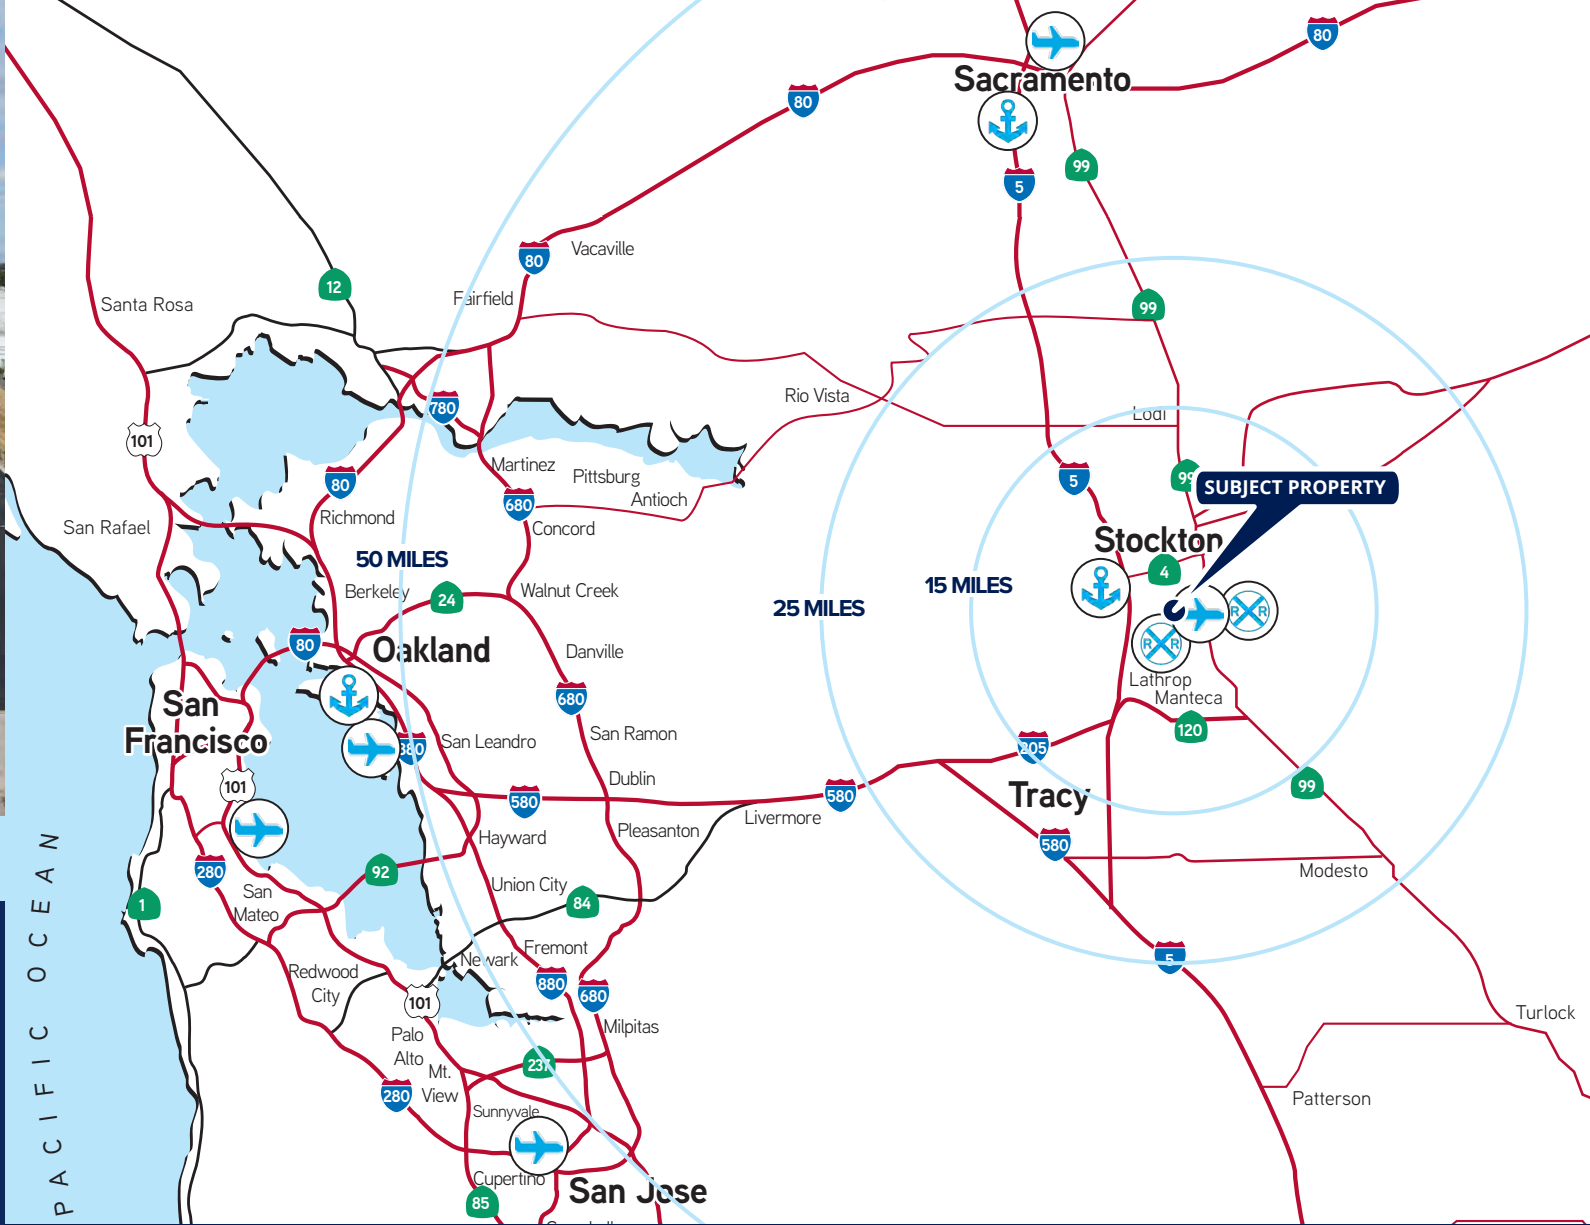 80
Sacramento
80
99
5
80
Vacaville
12
Fairfield
Santa Rosa
99
780
Rio Vista
Lodi
101
Martinez
Pittsburg
80
5
99
SUBJECT PROPERTY
680
Antioch
Richmond
San Rafael
Concord
Stockton
50 MILES
4
15 MILES
Berkeley
24
Walnut Creek
25 MILES
R R
R R
80
Oakland
Danville
Lathrop
Manteca
680
San
Francisco
San Leandro
San Ramon
120
880
205
Dublin
101
580
580
Tracy
99
Livermore
Pleasanton
Hayward
580
280
92
Modesto
Union City
San
Mateo
84
1
Fremont
Newark
5
Redwood
City
880
680
101
Turlock
Milpitas
Palo
Alto
237
Mt.
View
280
Patterson
Sunnyvale
Cupertino
San Jose
85
PACIFIC OCEAN